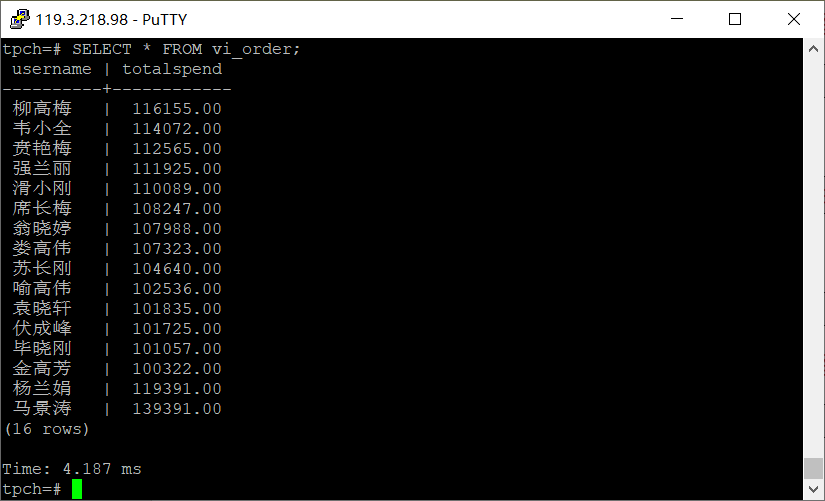 119.3.218.98 - PuTTY
tpch=# SELECT * FROM vi_order;
 username | totalspend
----------+------------
 柳高梅   |  116155.00
 韦小全   |  114072.00
 贲艳梅   |  112565.00
 强兰丽   |  111925.00
 滑小刚   |  110089.00
 席长梅   |  108247.00
 翁晓婷   |  107988.00
 娄高伟   |  107323.00
 苏长刚   |  104640.00
 喻高伟   |  102536.00
 袁晓轩   |  101835.00
 伏成峰   |  101725.00
 毕晓刚   |  101057.00
 金高芳   |  100322.00
 杨兰娟   |  119391.00
 马景涛   |  139391.00
(16 rows)
Time: 4.187 ms
tpch=#